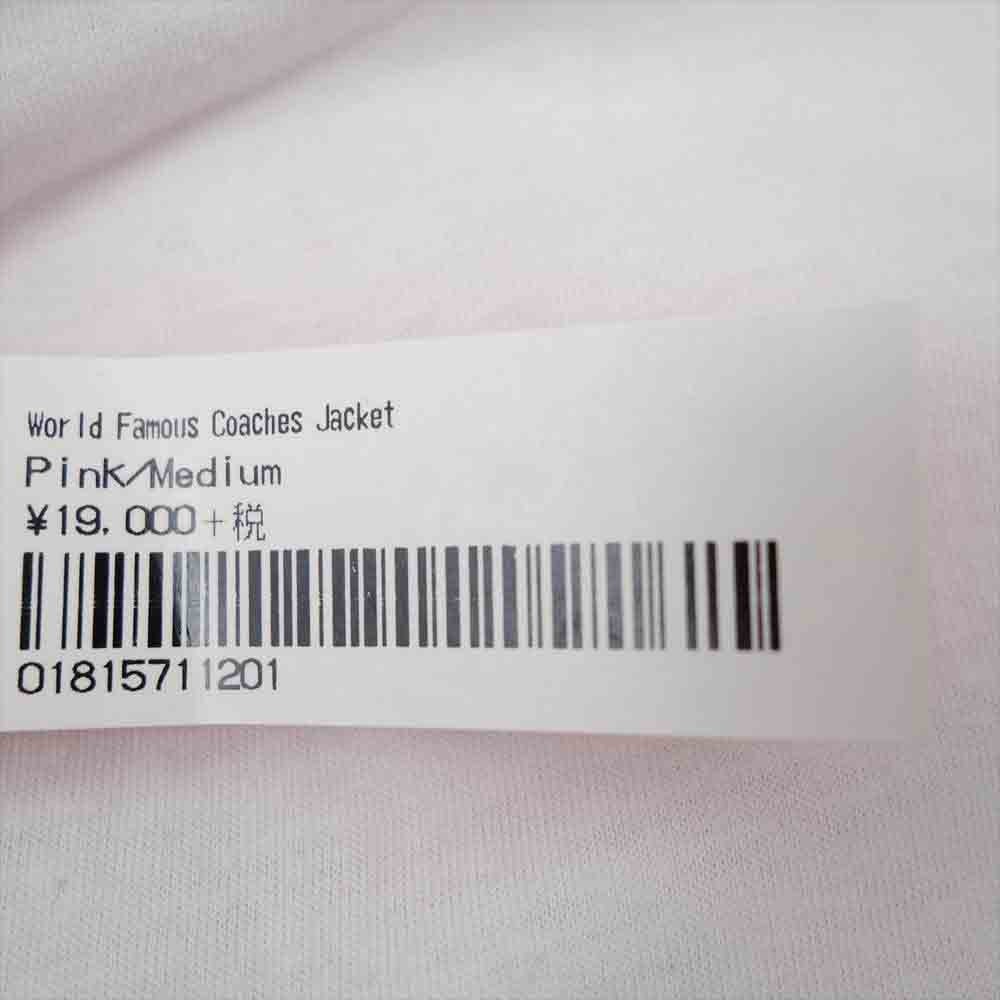 World Famous Coaches Jacket
Pink/Medium
¥19,000+税
01815711201